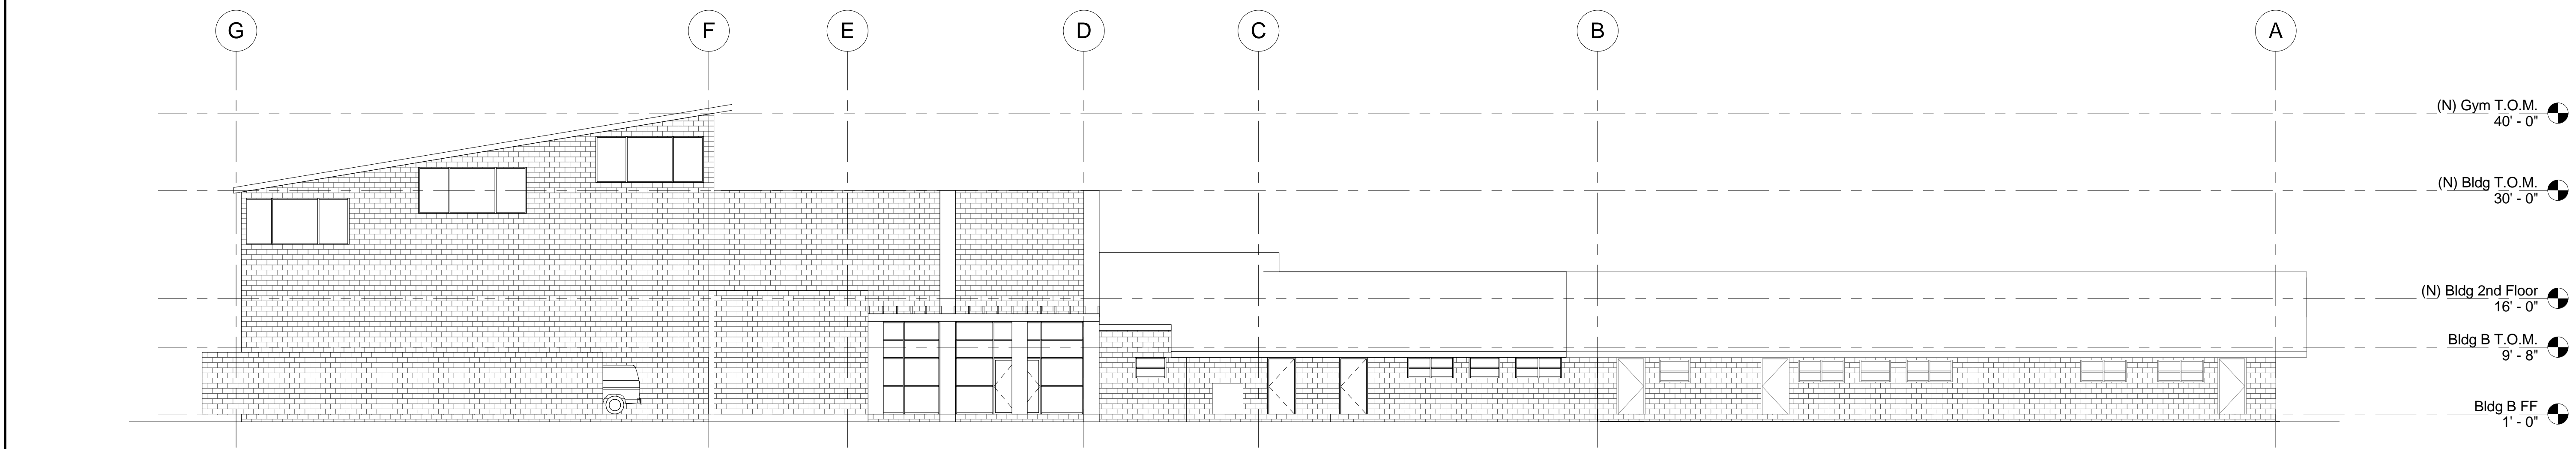 G F E D C B A
(N) Gym T.O.M.
40' - 0"
(N) Bldg T.O.M.
30' - 0"
(N) Bldg 2nd Floor
16' - 0"
Bldg B T.O.M.
9' - 8"
Bldg B FF
1' - 0"